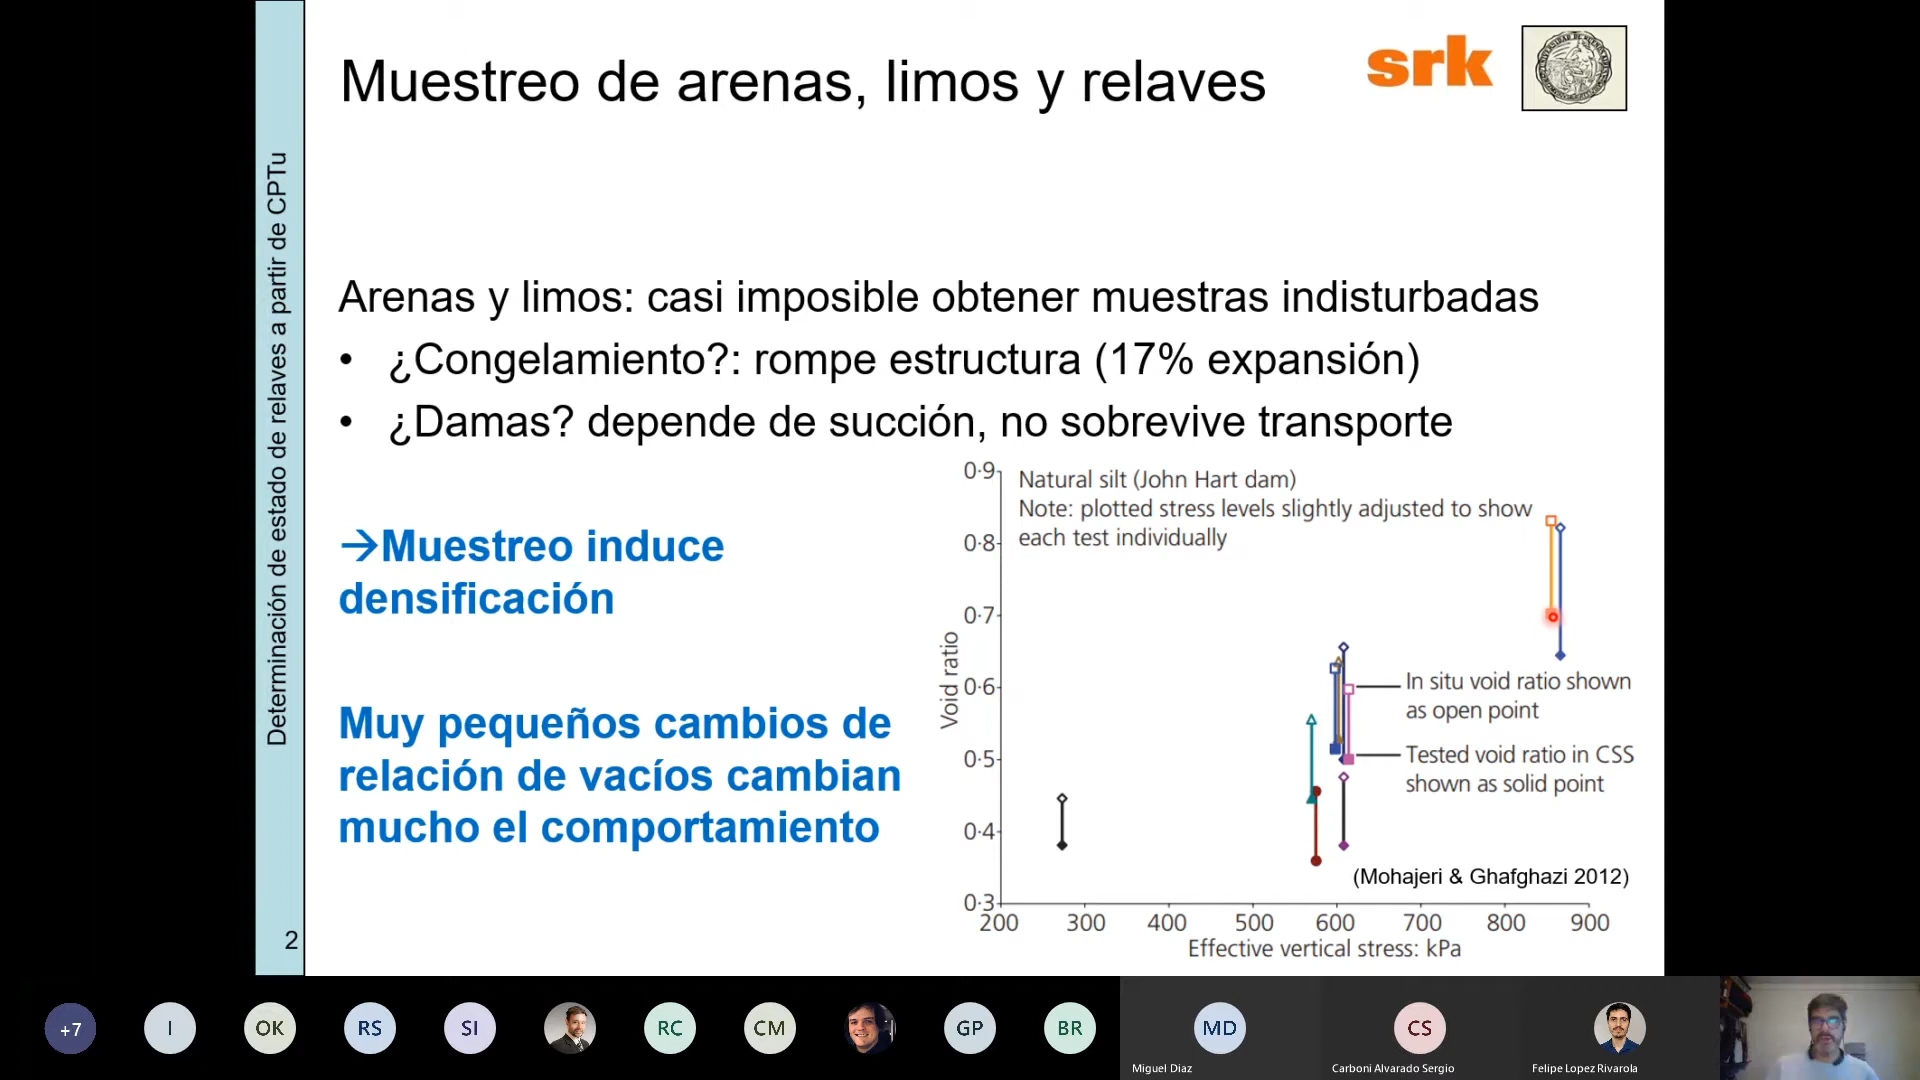 Muestreo de arenas, limos y relaves
srk
Determinación de estado de relaves a partir de CPTu
Arenas y limos: casi imposible obtener muestras indisturbadas
• ¿Congelamiento?: rompe estructura (17% expansión)
• ¿Damas? depende de succión, no sobrevive transporte
→Muestreo induce
densificación
Muy pequeños cambios de
relación de vacíos cambian
mucho el comportamiento
Natural silt (John Hart dam)
Note: plotted stress levels slightly adjusted to show
each test individually
In situ void ratio shown
as open point
Tested void ratio in CSS
shown as solid point
(Mohajeri & Ghafghazi 2012)
Void ratio
0·9
0·8
0·7
0·6
0·5
0·4
0·3
200 300 400 500 600 700 800 900
Effective vertical stress: kPa
2
+7 I OK RS SI RC CM GP BR MD CS
Miguel Diaz Carboni Alvarado Sergio Felipe Lopez Rivarola